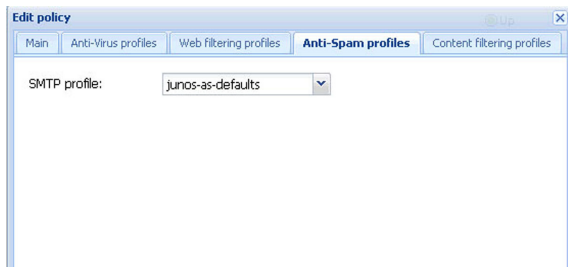 Edit policy
Up
Main Anti-Virus profiles Web filtering profiles Anti-Spam profiles Content filtering profiles
SMTP profile: junos-as-defaults